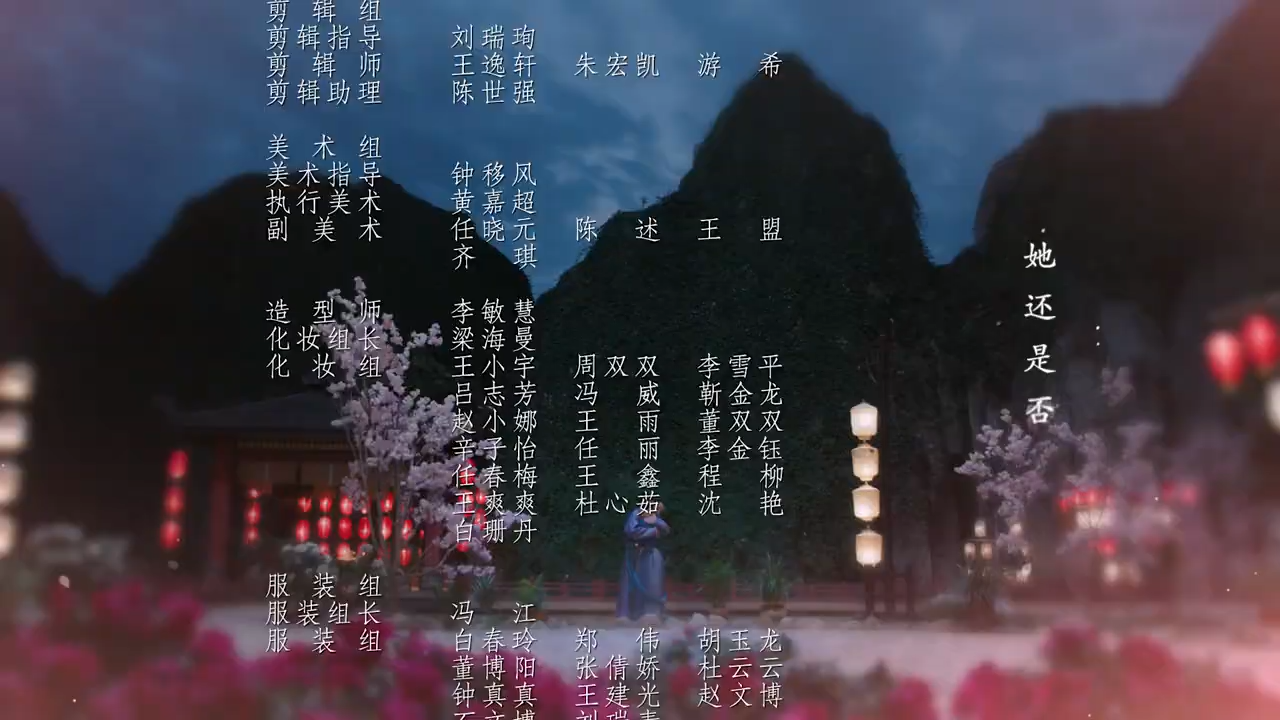 剪辑组
剪辑指导 刘瑞珣
剪辑师 王逸轩 朱宏凯 游希
剪辑助理 陈世强
美术组
美术指导 钟移风
执行美术 黄嘉超
副美术 任晓元 陈述 王盟
齐琪
造型师 李敏慧
化妆组长 梁海曼
化妆组 王小宇 周双双 李雪平
吕志芳 冯威 靳金龙
赵小娜 王雨 董双双
辛子怡 任丽 李金钰
任春梅 王鑫 程柳
王爽爽 杜心茹 沈艳
白珊丹
服装组
服装组长 冯江
服装组 白春玲 郑伟 胡玉龙
董博阳 张倩娇 杜云云
钟真真 王建光 赵文博
她还是否